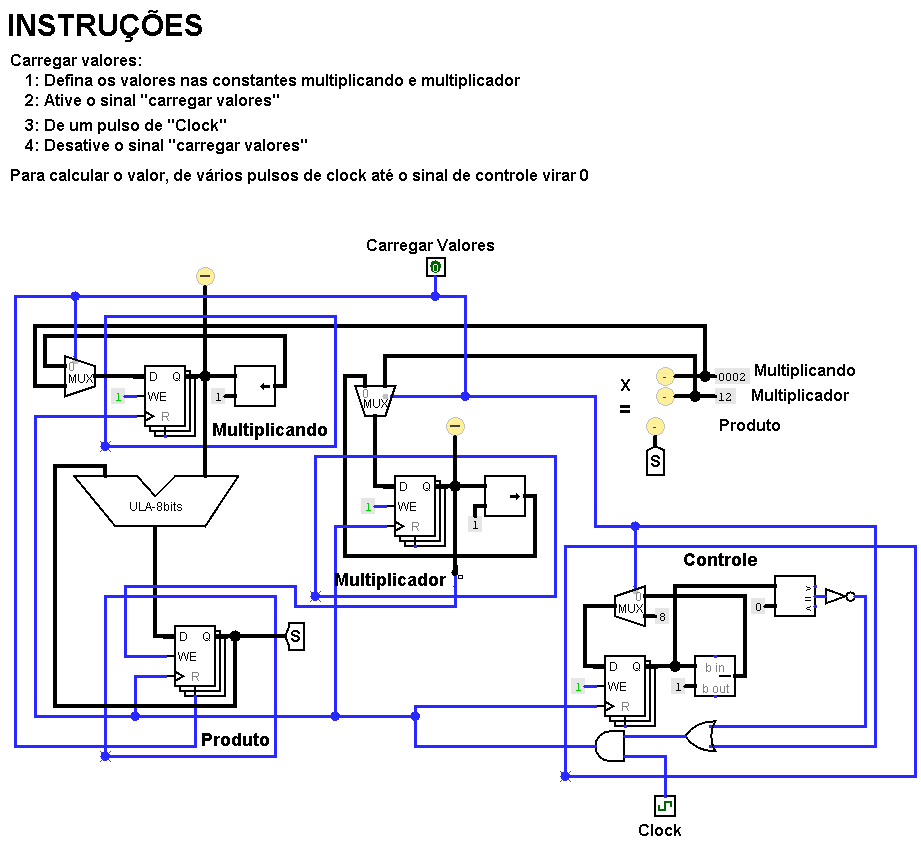 INSTRUÇÕES
Carregar valores:
1: Defina os valores nas constantes multiplicando e multiplicador
2: Ative o sinal "carregar valores"
3: De um pulso de "Clock"
4: Desative o sinal "carregar valores"
Para calcular o valor, de vários pulsos de clock até o sinal de controle virar 0
Carregar Valores
0
0
MUX
D Q
WE
R
1
1
Multiplicando
0
MUX
X
=
0002 Multiplicando
12 Multiplicador
Produto
S
ULA-8bits
D Q
WE
R
1
1
Multiplicador
Controle
0
MUX
8
0
> = <
D Q
WE
R
1
1
b in
b out
D Q
WE
R
S
Produto
Clock